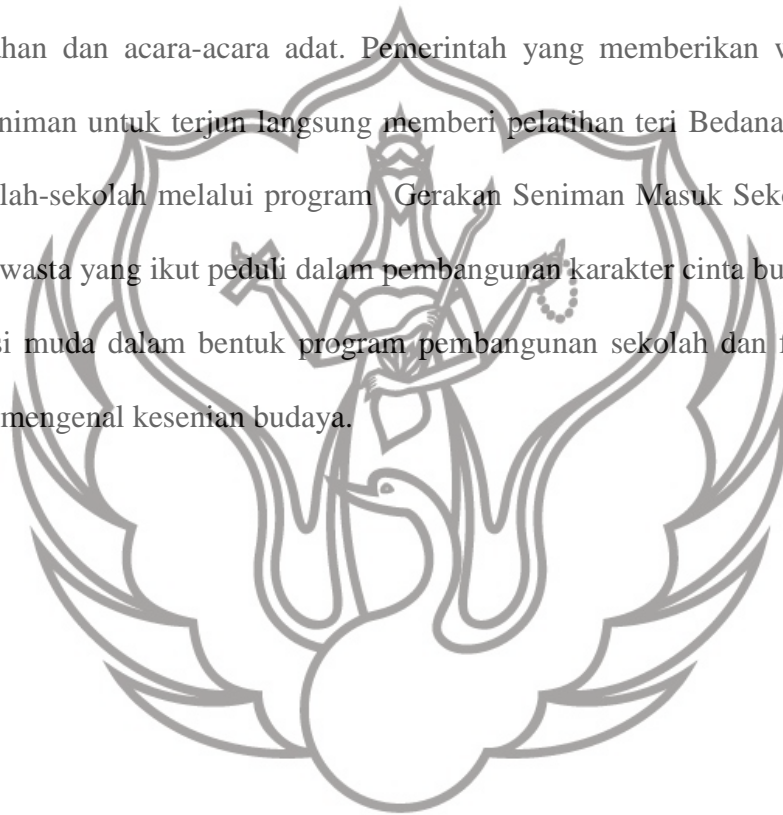 ahan dan acara-acara adat. Pemerintah yang memberikan w
niman untuk terjun langsung memberi pelatihan teri Bedana
lah-sekolah melalui program Gerakan Seniman Masuk Seko
wasta yang ikut peduli dalam pembangunan karakter cinta bu
si muda dalam bentuk program pembangunan sekolah dan f
mengenal kesenian budaya.